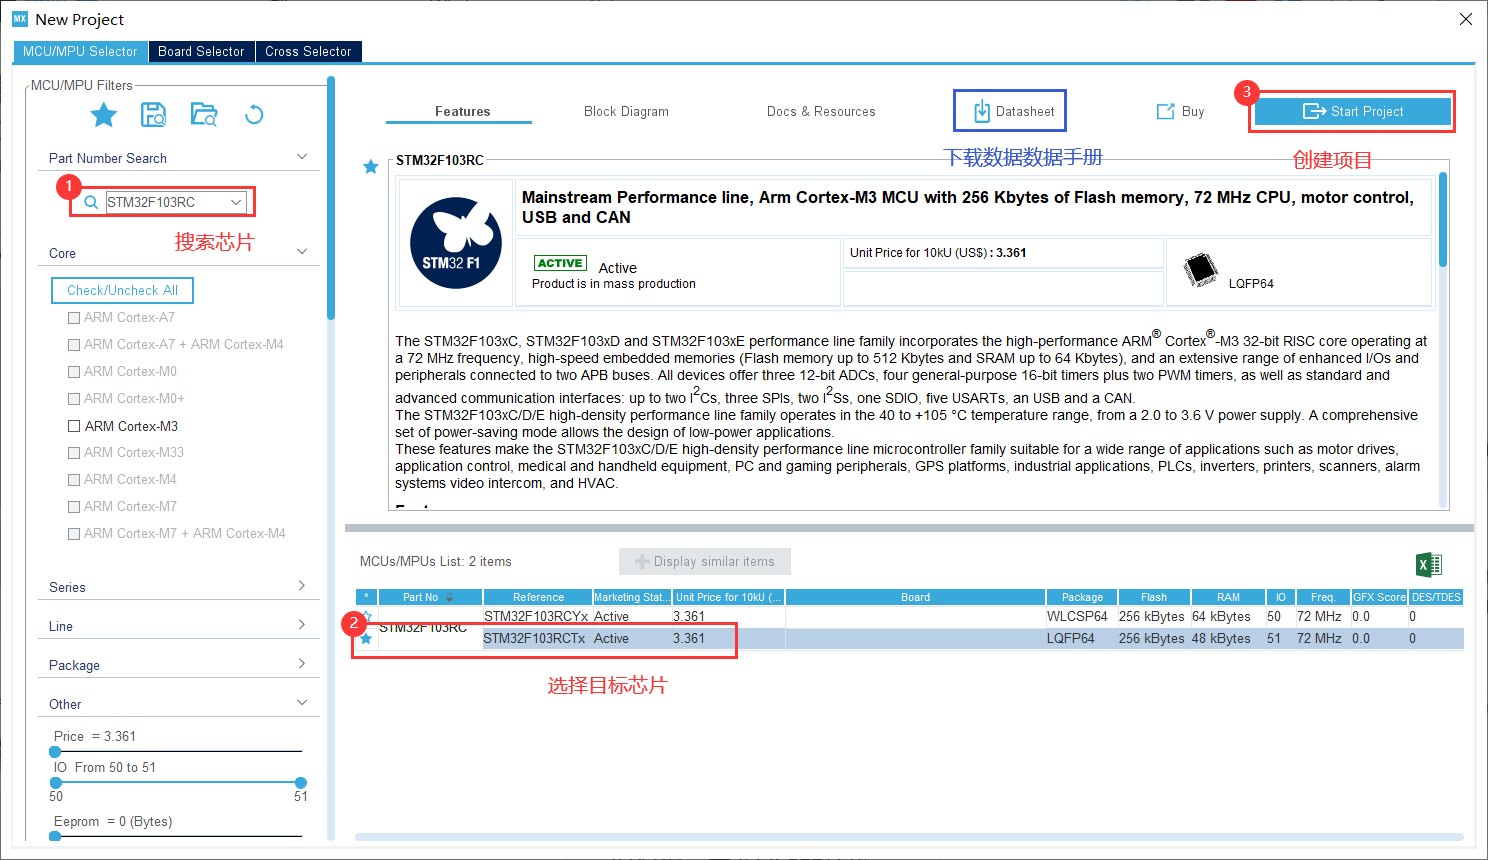 MX New Project
MCU/MPU Selector Board Selector Cross Selector
MCU/MPU Filters
Part Number Search
1
STM32F103RC
搜索芯片
Core
Check/Uncheck All
ARM Cortex-A7
ARM Cortex-A7 + ARM Cortex-M4
ARM Cortex-M0
ARM Cortex-M0+
ARM Cortex-M3
ARM Cortex-M33
ARM Cortex-M4
ARM Cortex-M7
ARM Cortex-M7 + ARM Cortex-M4
Series
Line
Package
Other
Price = 3.361
IO From 50 to 51
50 51
Eeprom = 0 (Bytes)
Features Block Diagram Docs & Resources Datasheet Buy 3 Start Project
下载数据数据手册 创建项目
STM32F103RC
STM32 F1
Mainstream Performance line, Arm Cortex-M3 MCU with 256 Kbytes of Flash memory, 72 MHz CPU, motor control,
USB and CAN
ACTIVE Active
Product is in mass production
Unit Price for 10kU (US$) : 3.361
LQFP64
The STM32F103xC, STM32F103xD and STM32F103xE performance line family incorporates the high-performance ARM® Cortex®-M3 32-bit RISC core operating at
a 72 MHz frequency, high-speed embedded memories (Flash memory up to 512 Kbytes and SRAM up to 64 Kbytes), and an extensive range of enhanced I/Os and
peripherals connected to two APB buses. All devices offer three 12-bit ADCs, four general-purpose 16-bit timers plus two PWM timers, as well as standard and
advanced communication interfaces: up to two I²Cs, three SPIs, two I²Ss, one SDIO, five USARTs, an USB and a CAN.
The STM32F103xC/D/E high-density performance line family operates in the 40 to +105 °C temperature range, from a 2.0 to 3.6 V power supply. A comprehensive
set of power-saving mode allows the design of low-power applications.
These features make the STM32F103xC/D/E high-density performance line microcontroller family suitable for a wide range of applications such as motor drives,
application control, medical and handheld equipment, PC and gaming peripherals, GPS platforms, industrial applications, PLCs, inverters, printers, scanners, alarm
systems video intercom, and HVAC.
MCUs/MPUs List: 2 items
Display similar items
* Part No Reference Marketing Stat... Unit Price for 10kU (... Board Package Flash RAM IO Freq. GFX Score DES/TDES
STM32F103RC STM32F103RCYx Active 3.361 WLCSP64 256 kBytes 64 kBytes 50 72 MHz 0.0 0
2 STM32F103RCTx Active 3.361 LQFP64 256 kBytes 48 kBytes 51 72 MHz 0.0 0
选择目标芯片